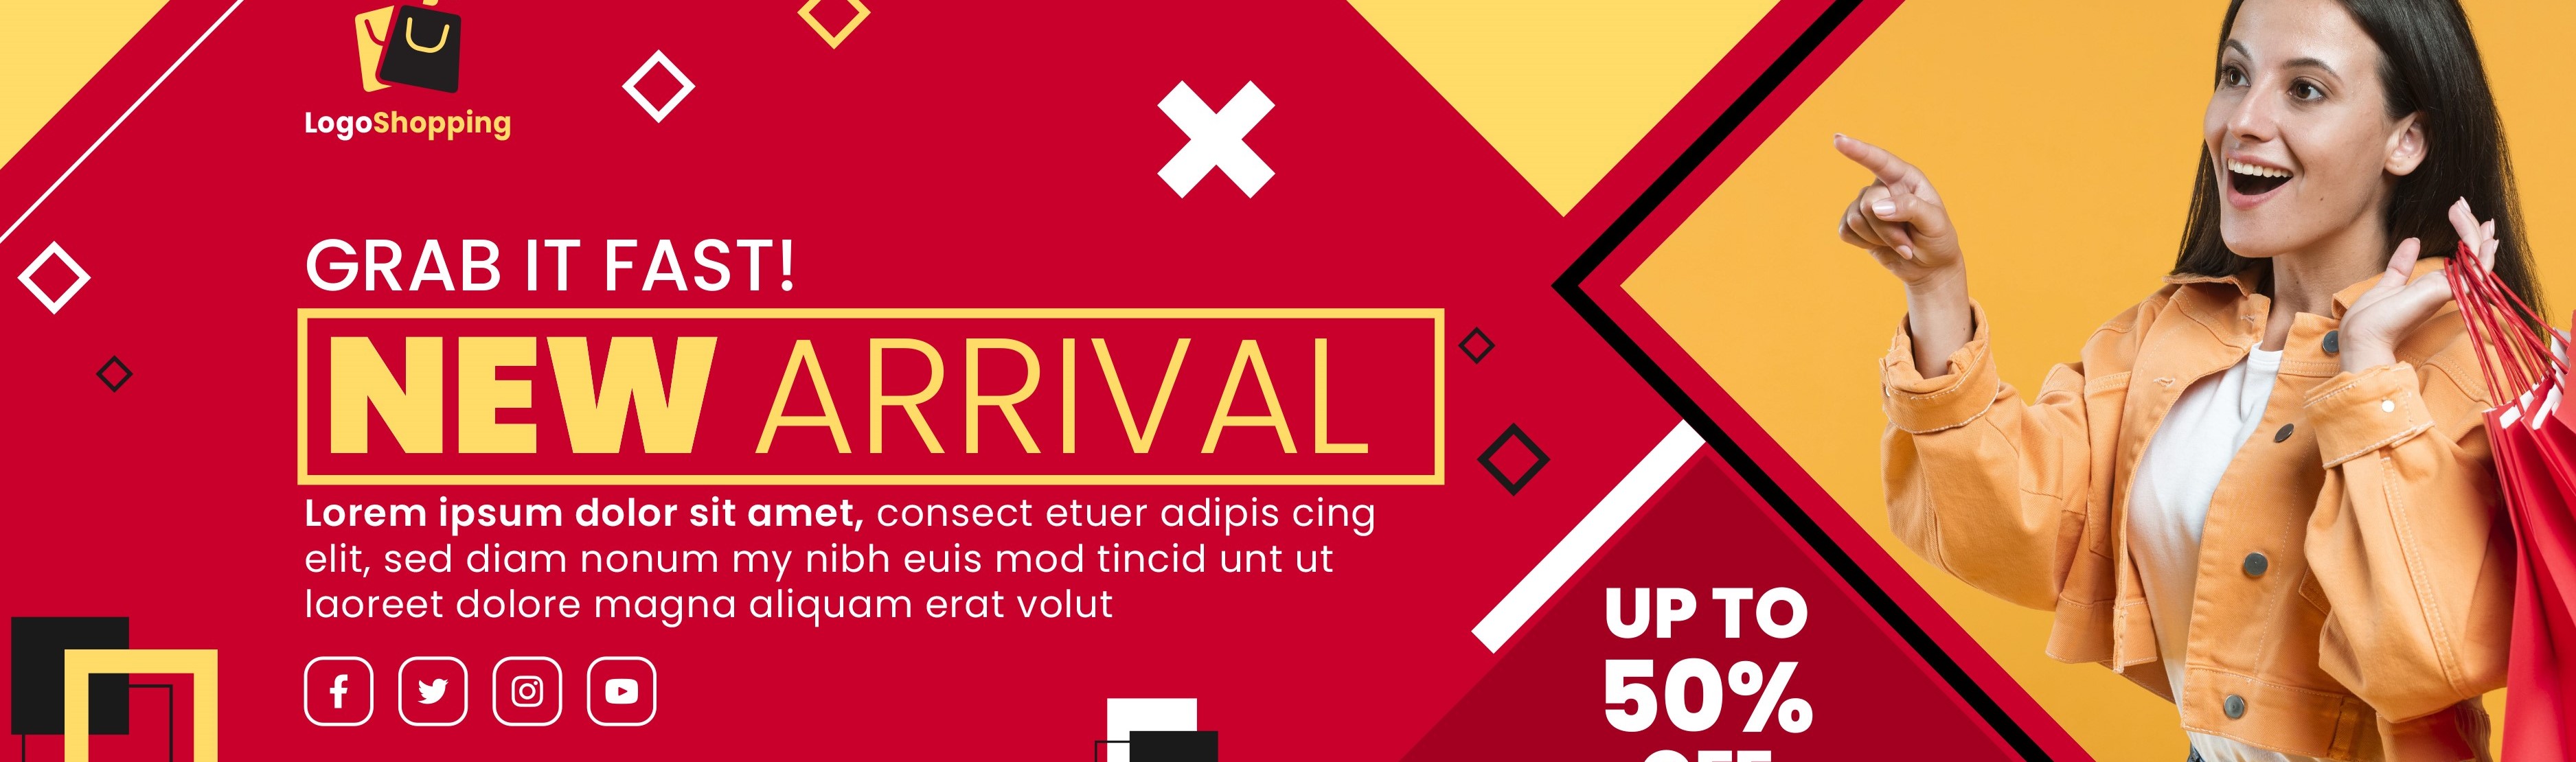 LogoShopping
GRAB IT FAST!
NEW ARRIVAL
Lorem ipsum dolor sit amet, consect etuer adipis cing
elit, sed diam nonum my nibh euis mod tincid unt ut
laoreet dolore magna aliquam erat volut
UP TO
50%